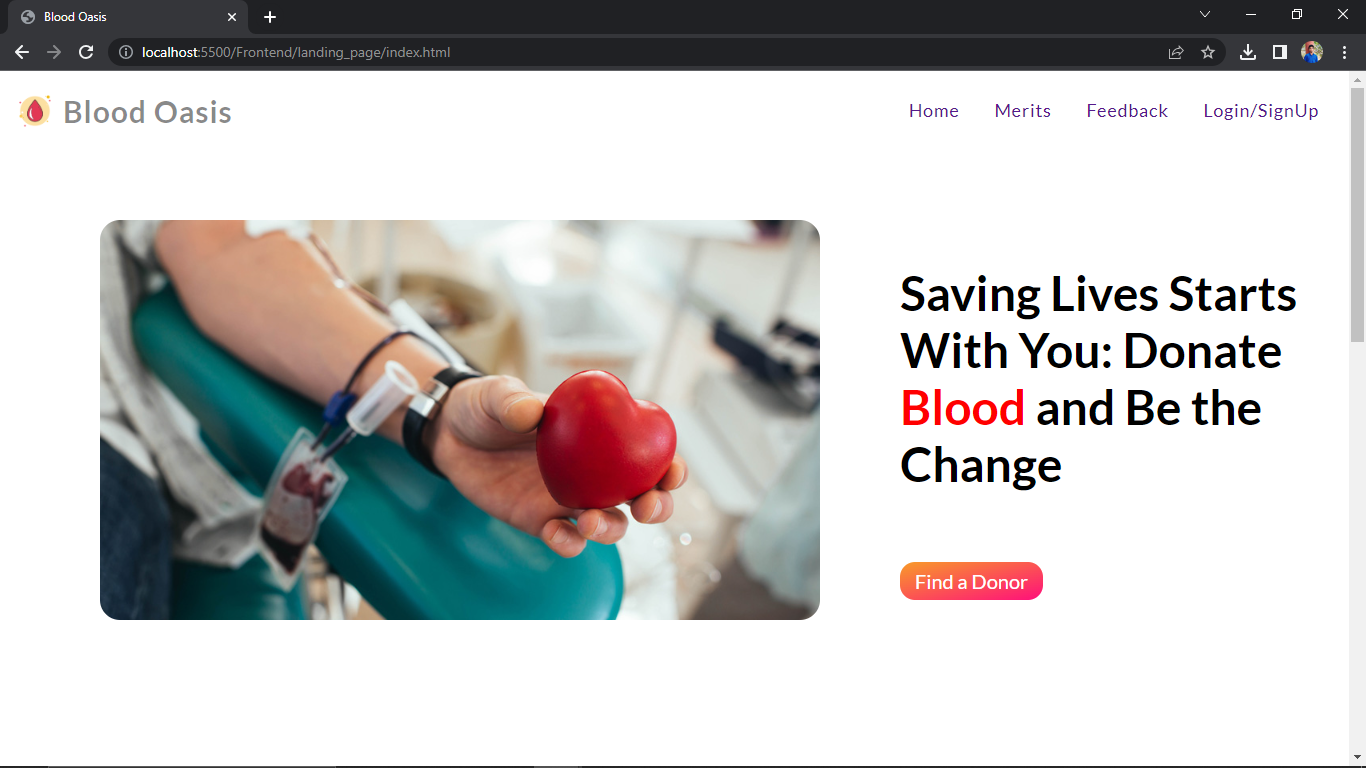 Blood Oasis
localhost:5500/Frontend/landing_page/index.html
Blood Oasis
Home Merits Feedback Login/SignUp
Saving Lives Starts
With You: Donate
Blood and Be the
Change
Find a Donor